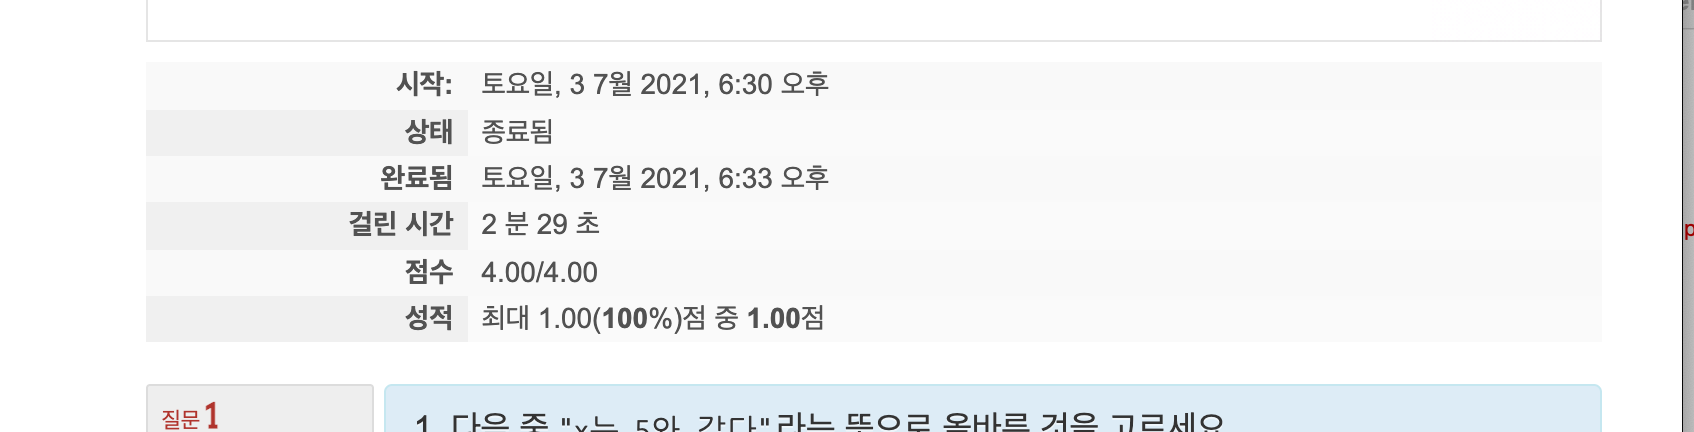 시작: 토요일, 3 7월 2021, 6:30 오후
상태 종료됨
완료됨 토요일, 3 7월 2021, 6:33 오후
걸린 시간 2 분 29 초
점수 4.00/4.00
성적 최대 1.00(100%)점 중 1.00점
질문 1
1. 다음 중 "x는 5와 같다"라는 뜻으로 올바른 것을 고르세요